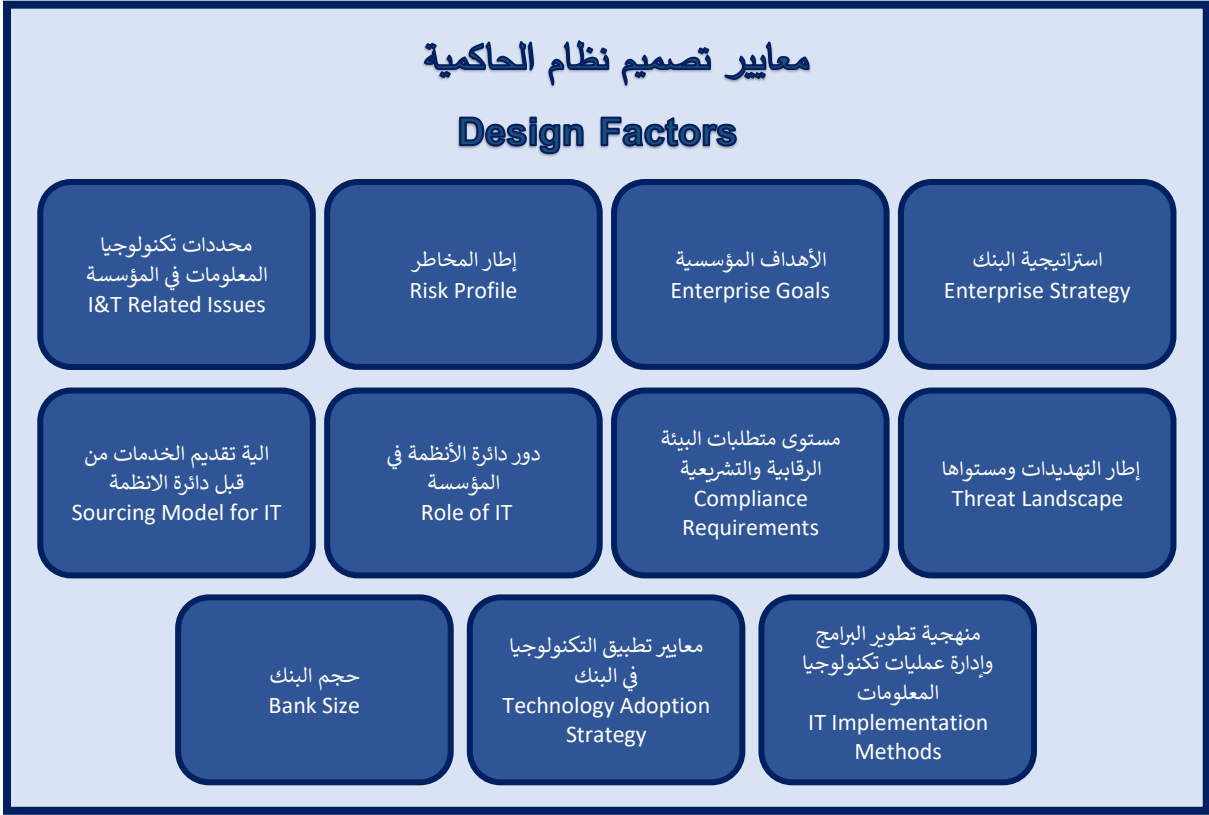 معايير تصميم نظام الحاكمية
Design Factors
استراتيجية البنك
Enterprise Strategy
الأهداف المؤسسية
Enterprise Goals
إطار المخاطر
Risk Profile
محددات تكنولوجيا
المعلومات في المؤسسة
I&T Related Issues
إطار التهديدات ومستواها
Threat Landscape
مستوى متطلبات البيئة
الرقابية والتشريعية
Compliance
Requirements
دور دائرة الأنظمة في
المؤسسة
Role of IT
الية تقديم الخدمات من
قبل دائرة الانظمة
Sourcing Model for IT
منهجية تطوير البرامج
وإدارة عمليات تكنولوجيا
المعلومات
IT Implementation
Methods
معايير تطبيق التكنولوجيا
في البنك
Technology Adoption
Strategy
حجم البنك
Bank Size